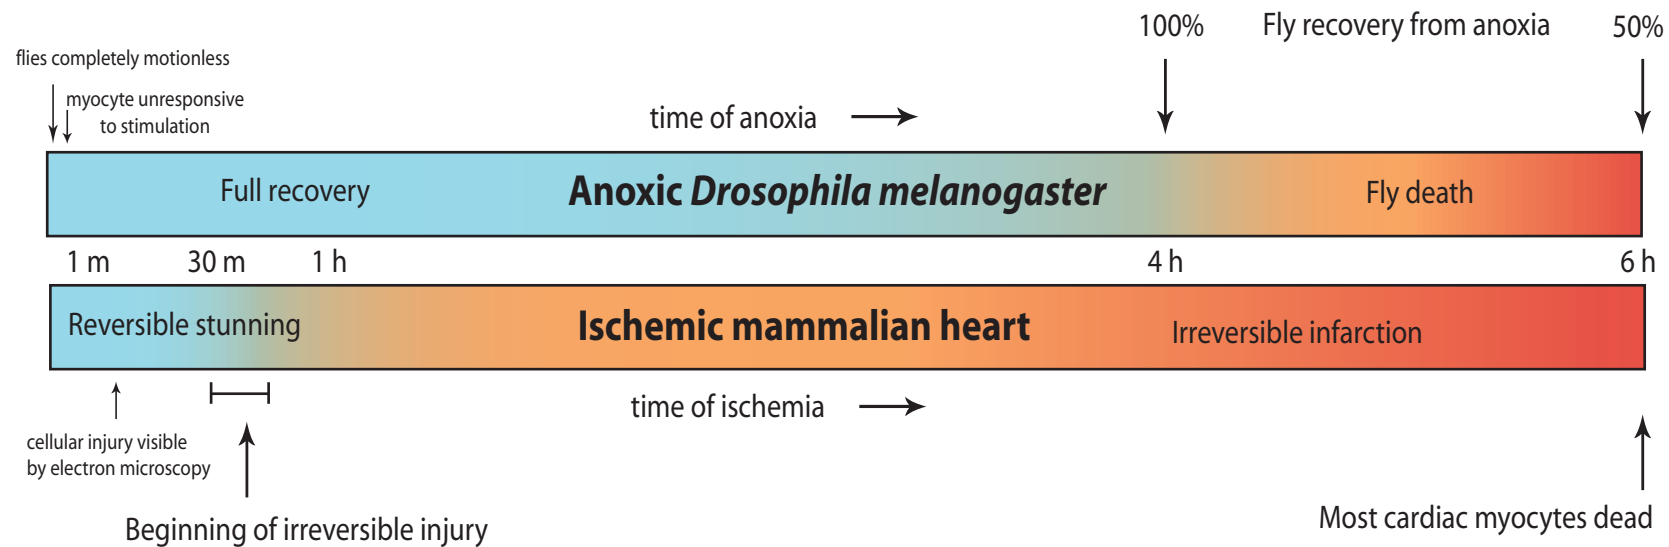 100% Fly recovery from anoxia 50%
flies completely motionless
myocyte unresponsive
to stimulation
time of anoxia
Full recovery Anoxic Drosophila melanogaster Fly death
1 m 30 m 1 h 4 h 6 h
Reversible stunning Ischemic mammalian heart Irreversible infarction
time of ischemia
cellular injury visible
by electron microscopy
Beginning of irreversible injury
Most cardiac myocytes dead